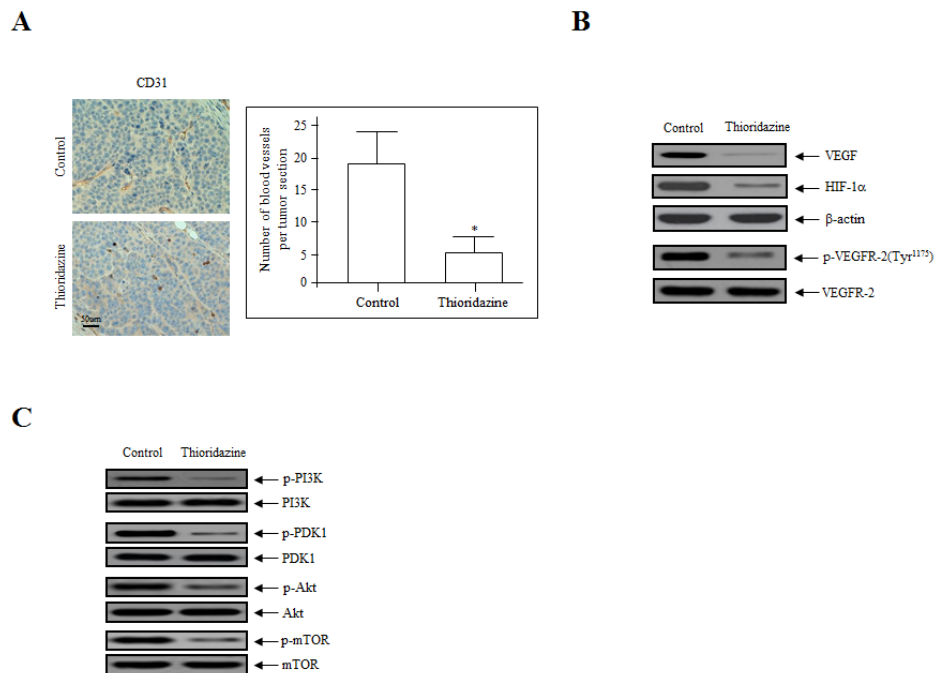 A
CD31
Control
Thioridazine
50um
Number of blood vessels
per tumor section
25
20
15
10
5
0
*
Control
Thioridazine
B
Control Thioridazine
VEGF
HIF-1α
β-actin
p-VEGFR-2(Tyr¹¹⁷⁵)
VEGFR-2
C
Control Thioridazine
p-PI3K
PI3K
p-PDK1
PDK1
p-Akt
Akt
p-mTOR
mTOR